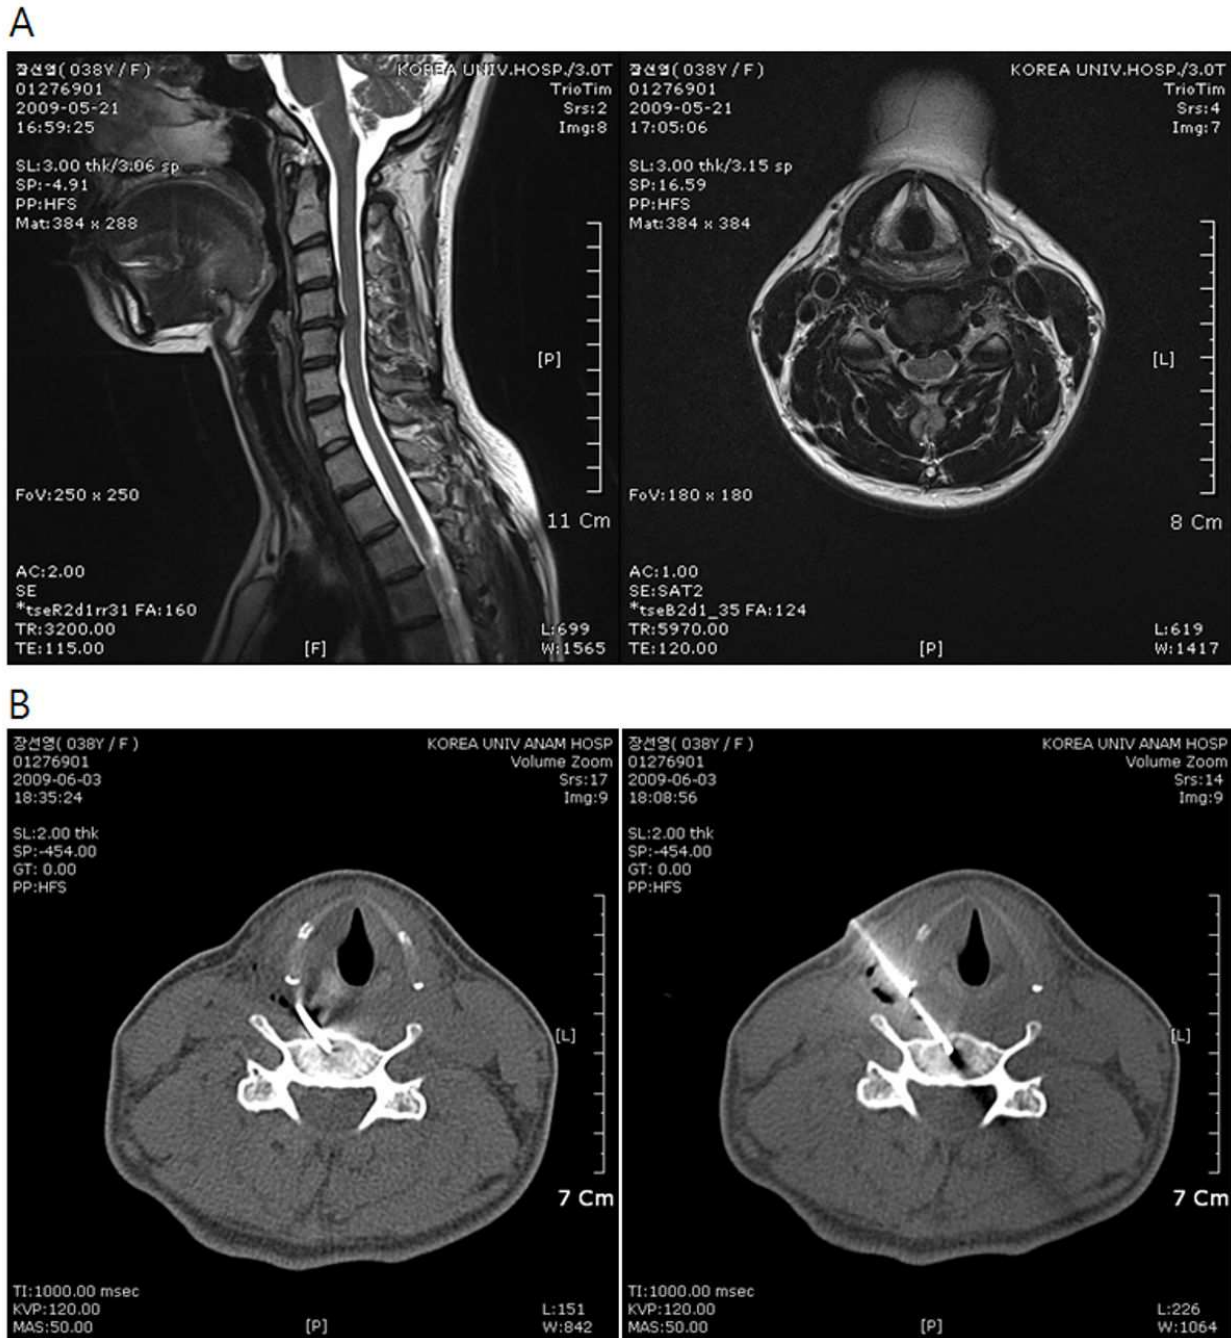 A
장선영(038Y / F)
01276901
2009-05-21
16:59:25
SL:3.00 thk/3.06 sp
SP:-4.91
PP:HFS
Mat:384 x 288
KOREA UNIV.HOSP./3.0T
TrioTim
Srs:2
Img:8
[P]
FoV:250 x 250
11 Cm
AC:2.00
SE
*tseR2d1rr31 FA:160
TR:3200.00
TE:115.00
[F]
L:699
W:1565
장선영(038Y / F)
01276901
2009-05-21
17:05:06
SL:3.00 thk/3.15 sp
SP:16.59
PP:HFS
Mat:384 x 384
KOREA UNIV.HOSP./3.0T
TrioTim
Srs:4
Img:7
[L]
FoV:180 x 180
8 Cm
AC:1.00
SE:SAT2
*tseB2d1_35 FA:124
TR:5970.00
TE:120.00
[P]
L:619
W:1417
B
장선영(038Y / F)
01276901
2009-06-03
18:35:24
SL:2.00 thk
SP:-454.00
GT: 0.00
PP:HFS
KOREA UNIV ANAM HOSP
Volume Zoom
Srs:17
Img:9
[L]
7 Cm
TI:1000.00 msec
KVP:120.00
MAS:50.00
[P]
L:151
W:842
장선영(038Y / F)
01276901
2009-06-03
18:08:56
SL:2.00 thk
SP:-454.00
GT: 0.00
PP:HFS
KOREA UNIV ANAM HOSP
Volume Zoom
Srs:14
Img:9
[L]
7 Cm
TI:1000.00 msec
KVP:120.00
MAS:50.00
[P]
L:226
W:1064